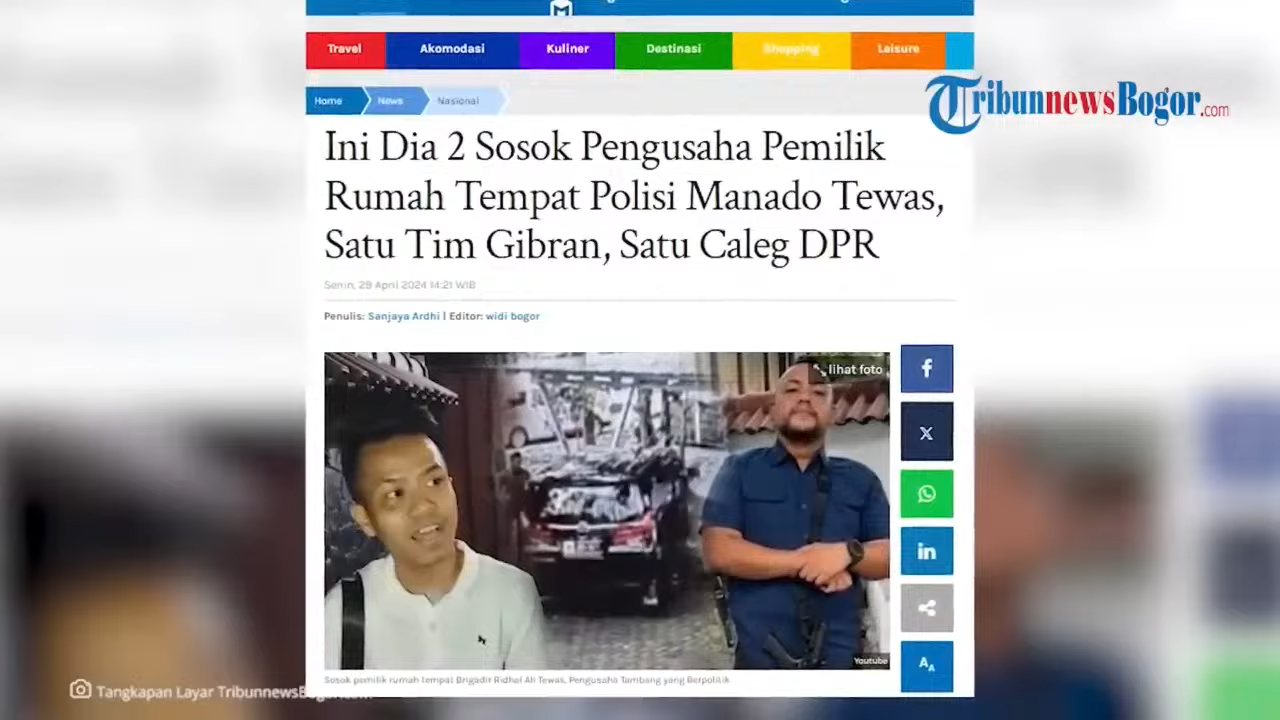 Travel
Akomodasi
Kuliner
Destinasi
Shopping
Leisure
Home
News
Nasional
TribunnewsBogor.com
Ini Dia 2 Sosok Pengusaha Pemilik
Rumah Tempat Polisi Manado Tewas,
Satu Tim Gibran, Satu Caleg DPR
Senin, 29 April 2024 14:21 WIB
Penulis: Sanjaya Ardhi | Editor: widi bogor
lihat foto
Youtube
Sosok pemilik rumah tempat Brigadir Ridhal Ali Tewas, Pengusaha Tambang yang Berpolitik
Tangkapan Layar TribunnewsBogor.com